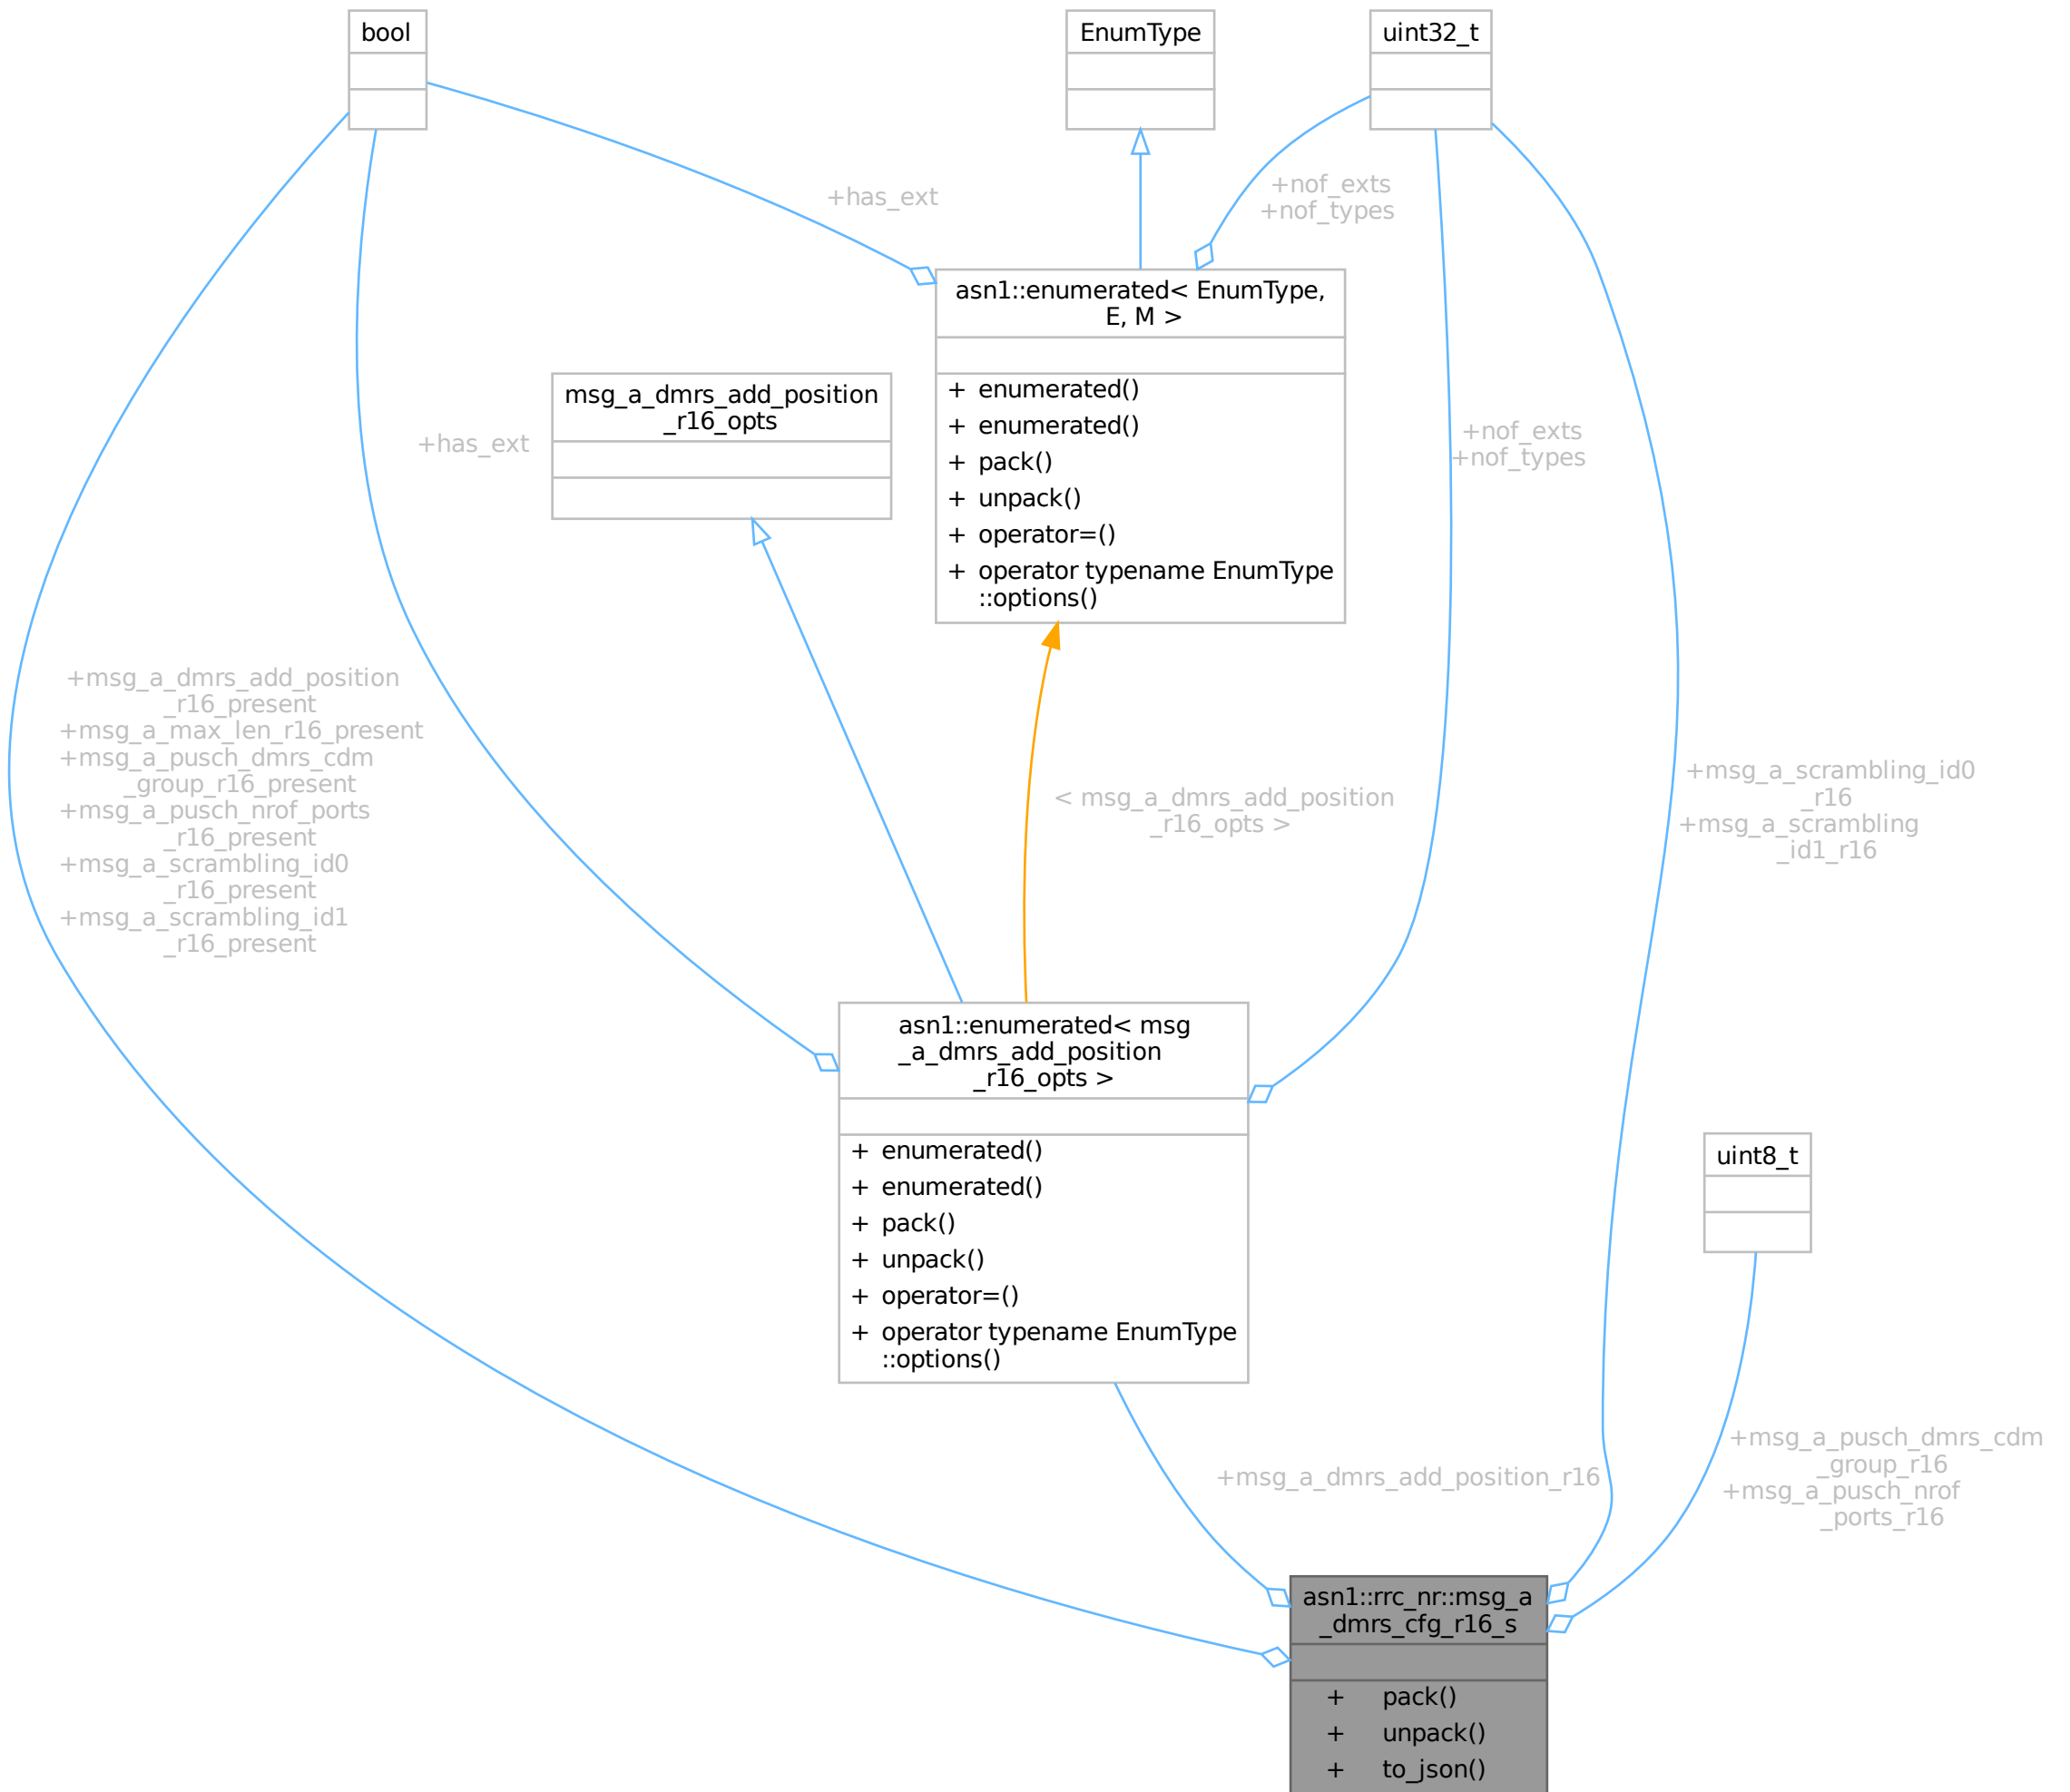 bool
EnumType
uint32_t
+has_ext
+nof_exts
+nof_types
asn1::enumerated< EnumType,
E, M >
+ enumerated()
+ enumerated()
+ pack()
+ unpack()
+ operator=()
+ operator typename EnumType
::options()
msg_a_dmrs_add_position
_r16_opts
+has_ext
+nof_exts
+nof_types
+msg_a_dmrs_add_position
_r16_present
+msg_a_max_len_r16_present
+msg_a_pusch_dmrs_cdm
_group_r16_present
+msg_a_pusch_nrof_ports
_r16_present
+msg_a_scrambling_id0
_r16_present
+msg_a_scrambling_id1
_r16_present
< msg_a_dmrs_add_position
_r16_opts >
+msg_a_scrambling_id0
_r16
+msg_a_scrambling
_id1_r16
asn1::enumerated< msg
_a_dmrs_add_position
_r16_opts >
+ enumerated()
+ enumerated()
+ pack()
+ unpack()
+ operator=()
+ operator typename EnumType
::options()
uint8_t
+msg_a_dmrs_add_position_r16
+msg_a_pusch_dmrs_cdm
_group_r16
+msg_a_pusch_nrof
_ports_r16
asn1::rrc_nr::msg_a
_dmrs_cfg_r16_s
+ pack()
+ unpack()
+ to_json()